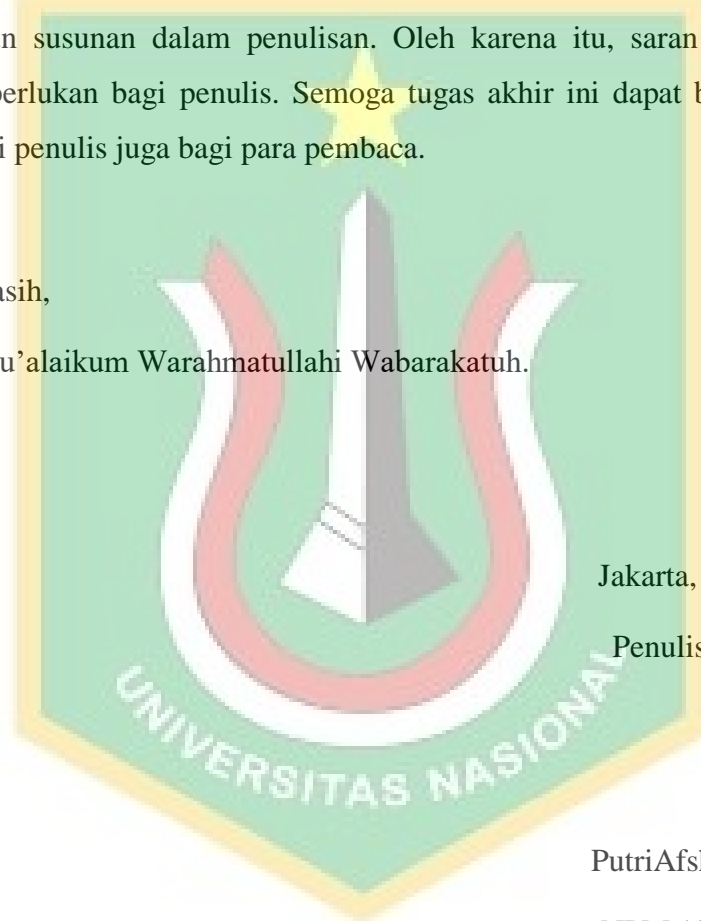 n susunan dalam penulisan. Oleh karena itu, saran
perlukan bagi penulis. Semoga tugas akhir ini dapat b
i penulis juga bagi para pembaca.
asih,
u’alaikum Warahmatullahi Wabarakatuh.
Jakarta,
Penulis
UNIVERSITAS NASIONAL
PutriAfsh